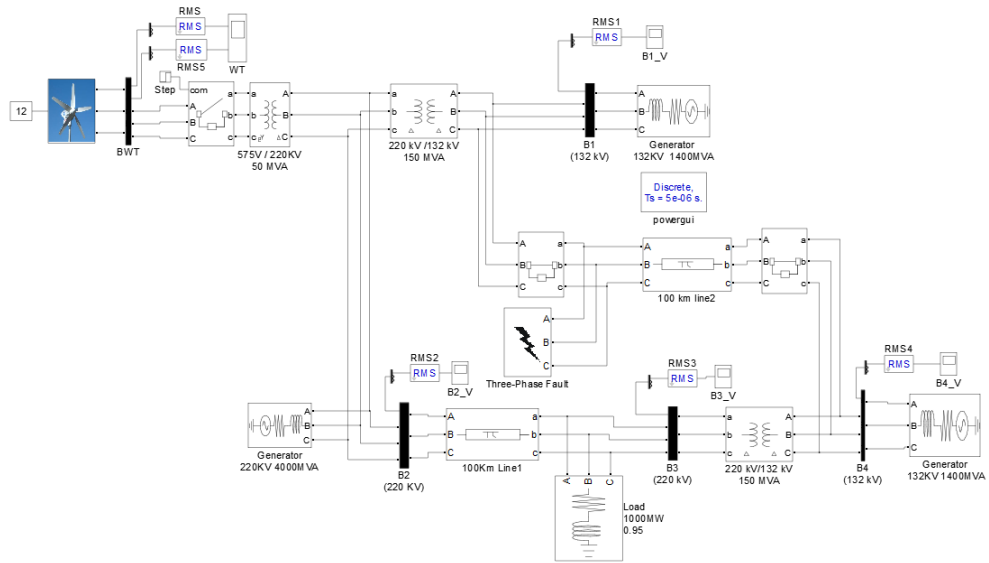 RMS
RMS
RMS
RMS5
WT
12
BWT
Step
com
A
B
C
a
b
c
a
b
c
A
B
C
575V / 220KV
50 MVA
a
b
c
A
B
C
220 kV /132 kV
150 MVA
RMS1
RMS
B1_V
B1
(132 kV)
A
B
C
Generator
132KV 1400MVA
Discrete,
Ts = 5e-06 s.
powergui
A
B
C
a
b
c
A
B
C
a
b
c
100 km line2
A
B
C
a
b
c
A
B
C
Three-Phase Fault
RMS2
RMS
B2_V
RMS3
RMS
B3_V
RMS4
RMS
B4_V
A
B
C
Generator
220KV 4000MVA
B2
(220 KV)
A
B
C
a
b
c
100Km Line1
A
B
C
Load
1000MW
0.95
B3
(220 kV)
a
b
c
A
B
C
220 kV/132 kV
150 MVA
B4
(132 kV)
A
B
C
Generator
132KV 1400MVA